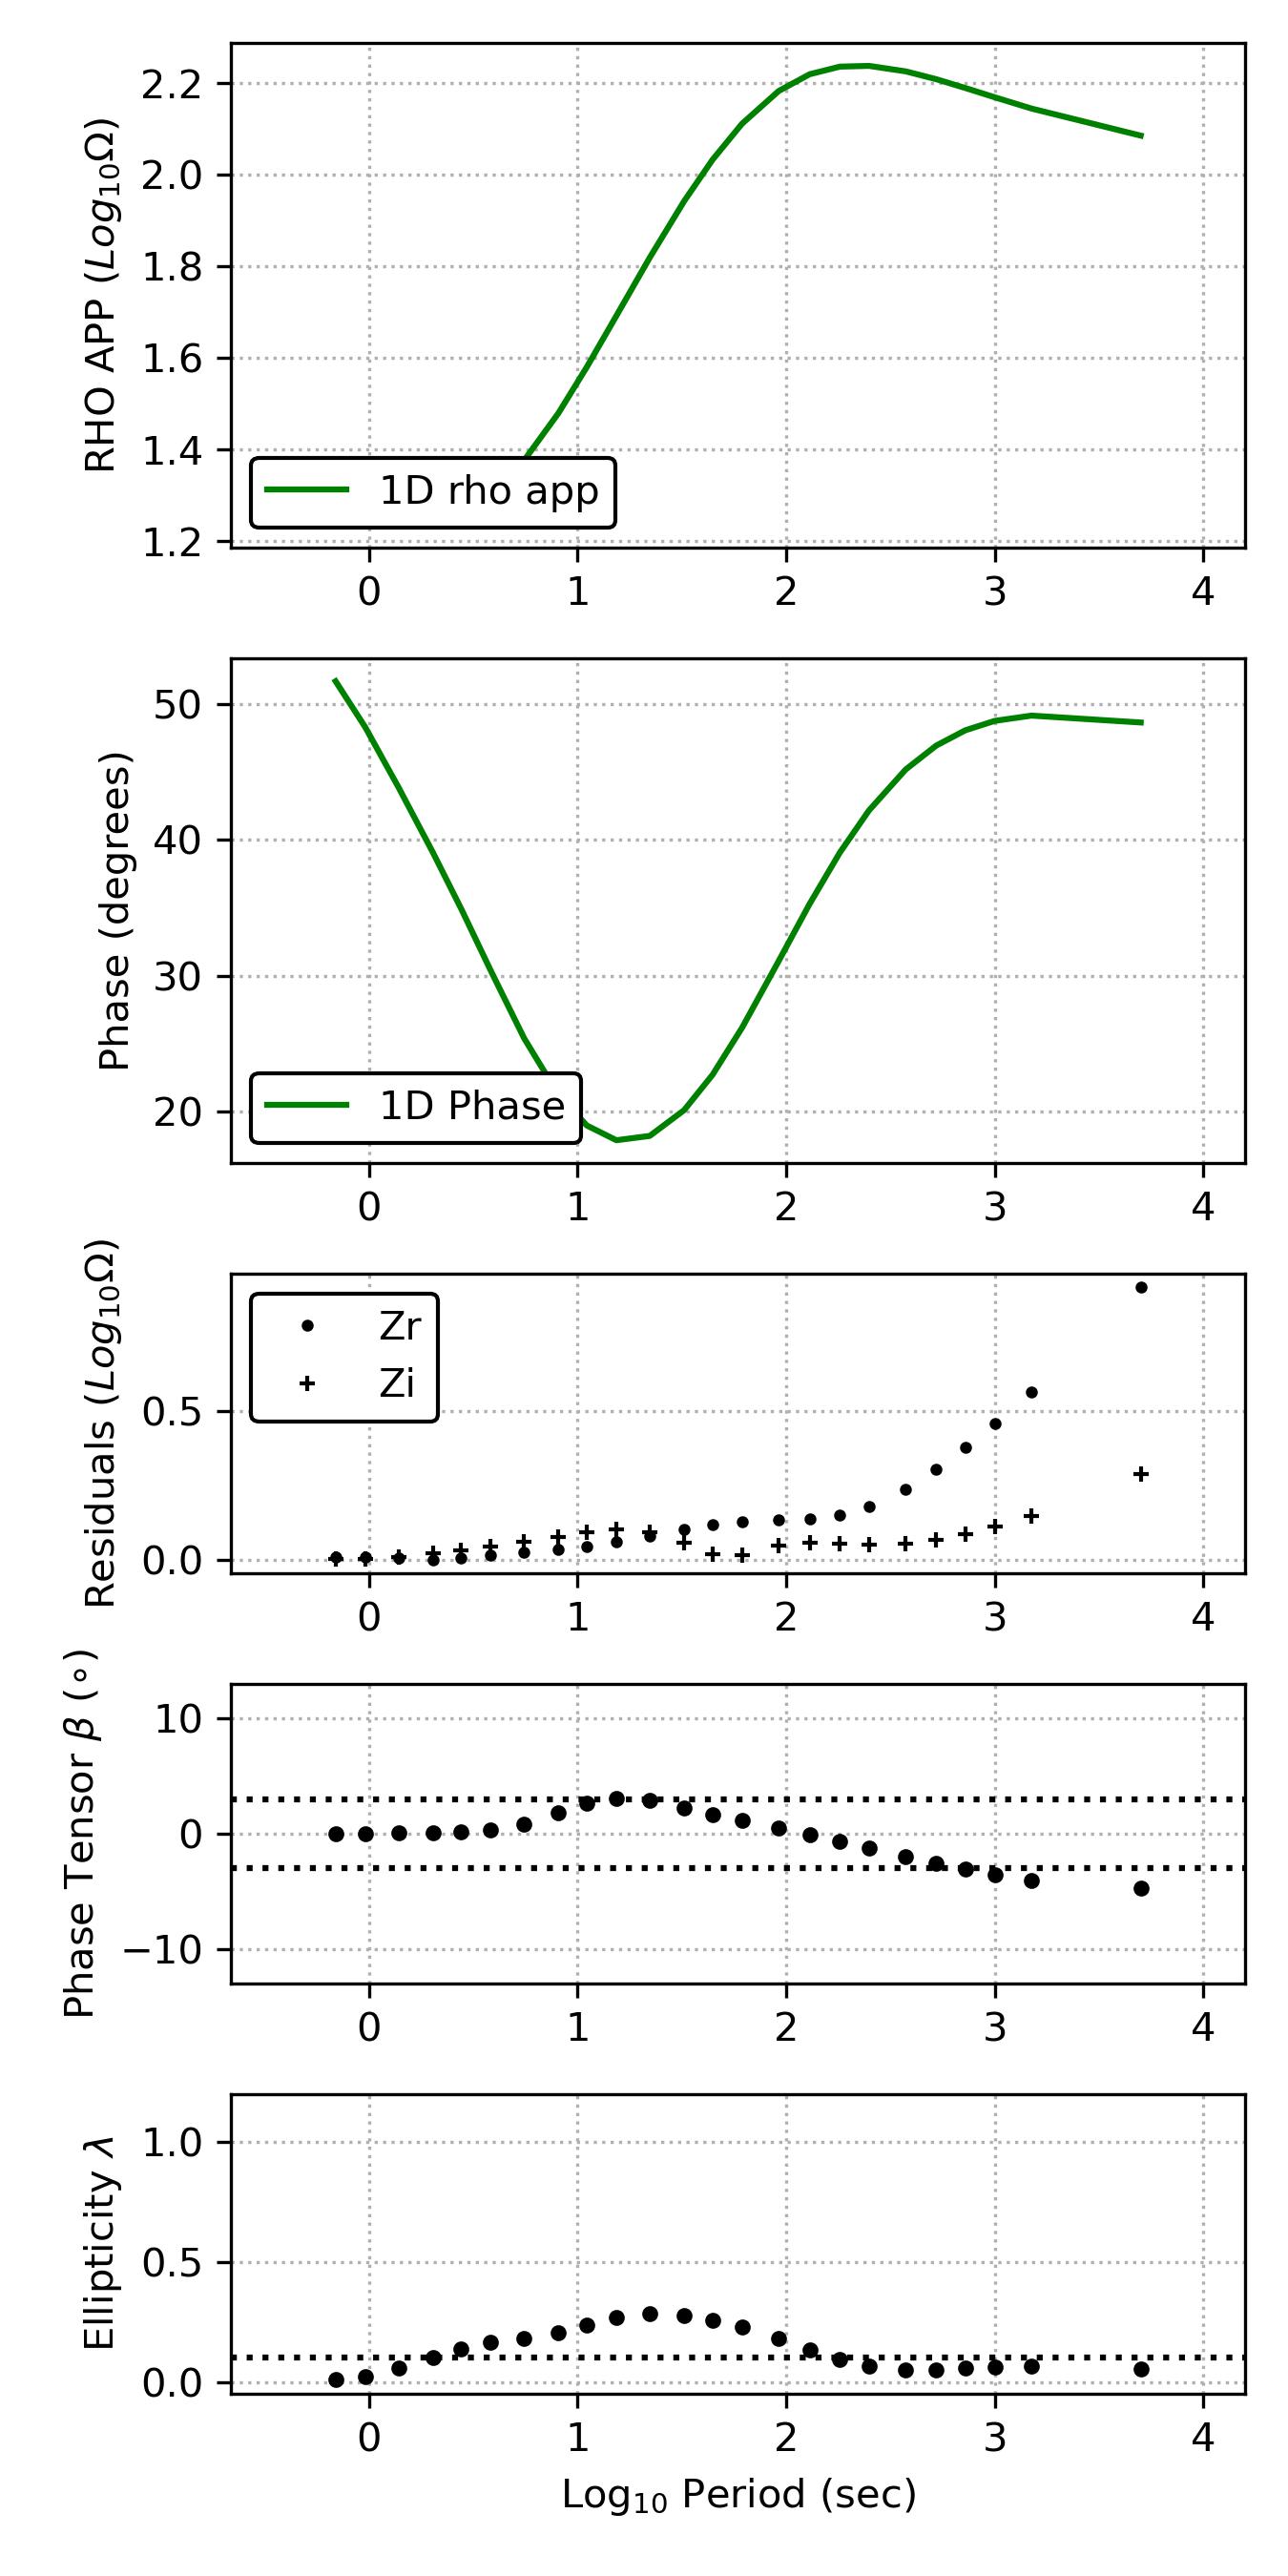 2.2
2.0
1.8
1.6
1.4
1.2
RHO APP (Log₁₀Ω)
1D rho app
0 1 2 3 4
50
40
30
20
Phase (degrees)
1D Phase
0 1 2 3 4
0.5
0.0
Residuals (Log₁₀Ω)
Zr
Zi
0 1 2 3 4
10
0
−10
Phase Tensor β (∘)
0 1 2 3 4
1.0
0.5
0.0
Ellipticity λ
0 1 2 3 4
Log₁₀ Period (sec)